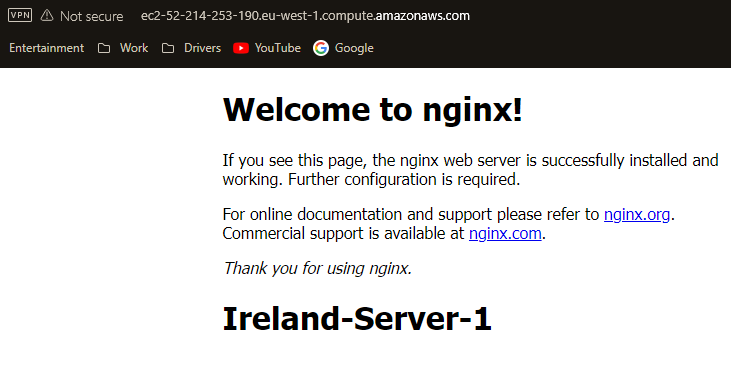 VPN Not secure ec2-52-214-253-190.eu-west-1.compute.amazonaws.com
Entertainment Work Drivers YouTube Google
Welcome to nginx!
If you see this page, the nginx web server is successfully installed and
working. Further configuration is required.
For online documentation and support please refer to nginx.org.
Commercial support is available at nginx.com.
Thank you for using nginx.
Ireland-Server-1